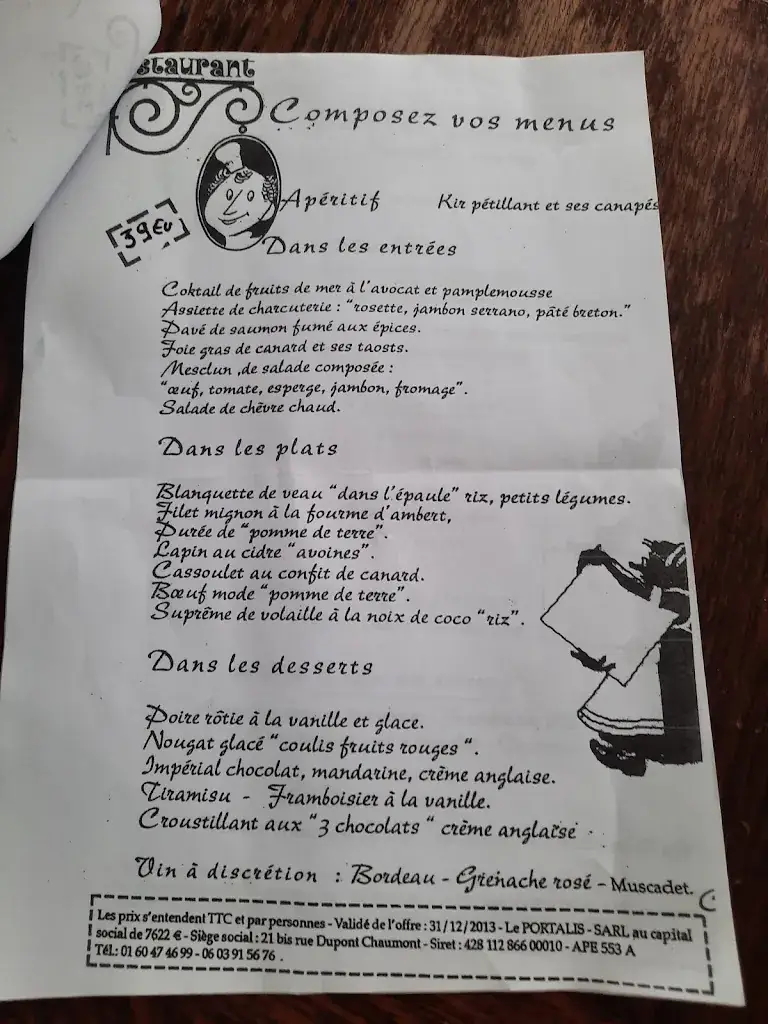 staurant
Composez vos menus
Apéritif Kir pétillant et ses canapés
39€u
Dans les entrées
Coktail de fruits de mer à l'avocat et pamplemousse
Assiette de charcuterie : "rosette, jambon serrano, pâté breton."
Pavé de saumon fumé aux épices.
Foie gras de canard et ses taosts.
Mesclun ,de salade composée :
"œuf, tomate, esperge, jambon, fromage".
Salade de chèvre chaud.
Dans les plats
Blanquette de veau "dans l'épaule" riz, petits légumes.
Filet mignon à la fourme d'ambert,
Purée de "pomme de terre".
Lapin au cidre "avoines".
Cassoulet au confit de canard.
Bœuf mode "pomme de terre".
Suprême de volaille à la noix de coco "riz".
Dans les desserts
Poire rôtie à la vanille et glace.
Nougat glacé "coulis fruits rouges ".
Impérial chocolat, mandarine, crème anglaise.
Tiramisu - Framboisier à la vanille.
Croustillant aux "3 chocolats " crème anglaise
Vin à discrétion : Bordeau - Grenache rosé - Muscadet.
Les prix s'entendent TTC et par personnes - Validé de l'offre : 31/12/2013 - Le PORTALIS - SARL au capital
social de 7622 € - Siège social : 21 bis rue Dupont Chaumont - Siret : 428 112 866 00010 - APE 553 A
Tél.: 01 60 47 46 99 - 06 03 91 56 76 .